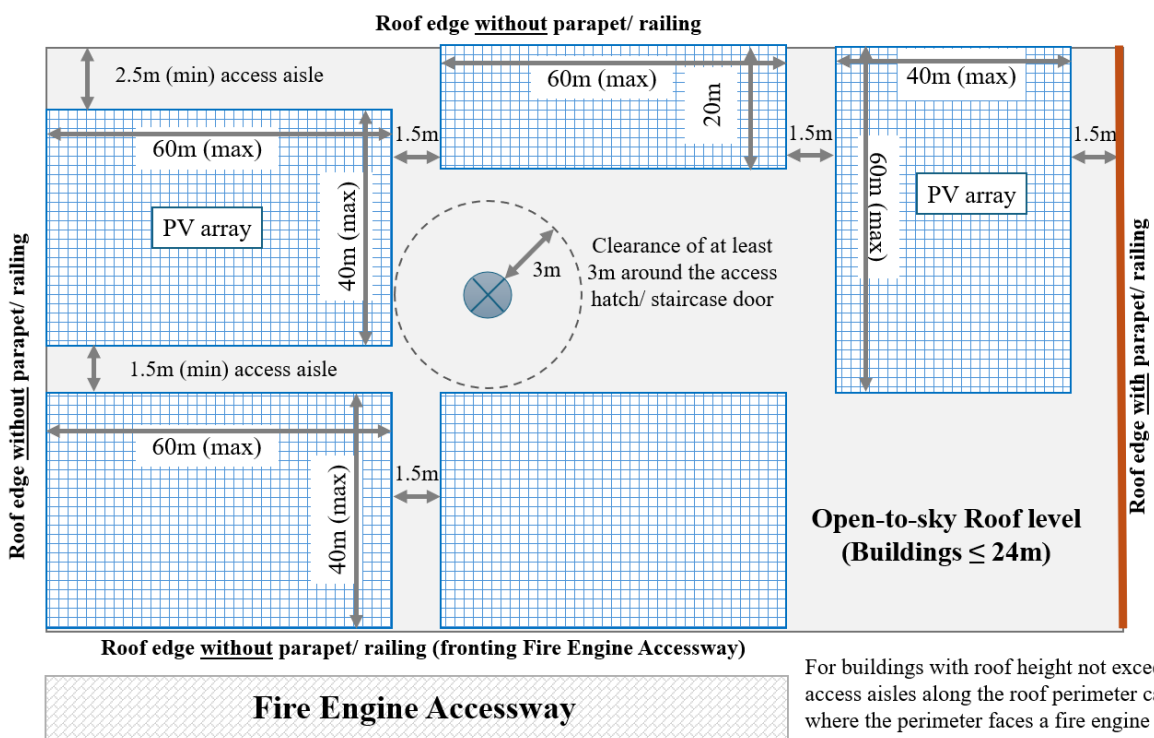 Roof edge without parapet/ railing
2.5m (min) access aisle
60m (max)
40m (max)
PV array
1.5m
60m (max)
20m
1.5m
40m (max)
60m (max)
PV array
1.5m
Roof edge without parapet/ railing
Roof edge with parapet/ railing
3m
Clearance of at least
3m around the access
hatch/ staircase door
1.5m (min) access aisle
60m (max)
40m (max)
1.5m
Open-to-sky Roof level
(Buildings ≤ 24m)
Roof edge without parapet/ railing (fronting Fire Engine Accessway)
Fire Engine Accessway
For buildings with roof height not
access aisles along the roof perimeter
where the perimeter faces a fire engine